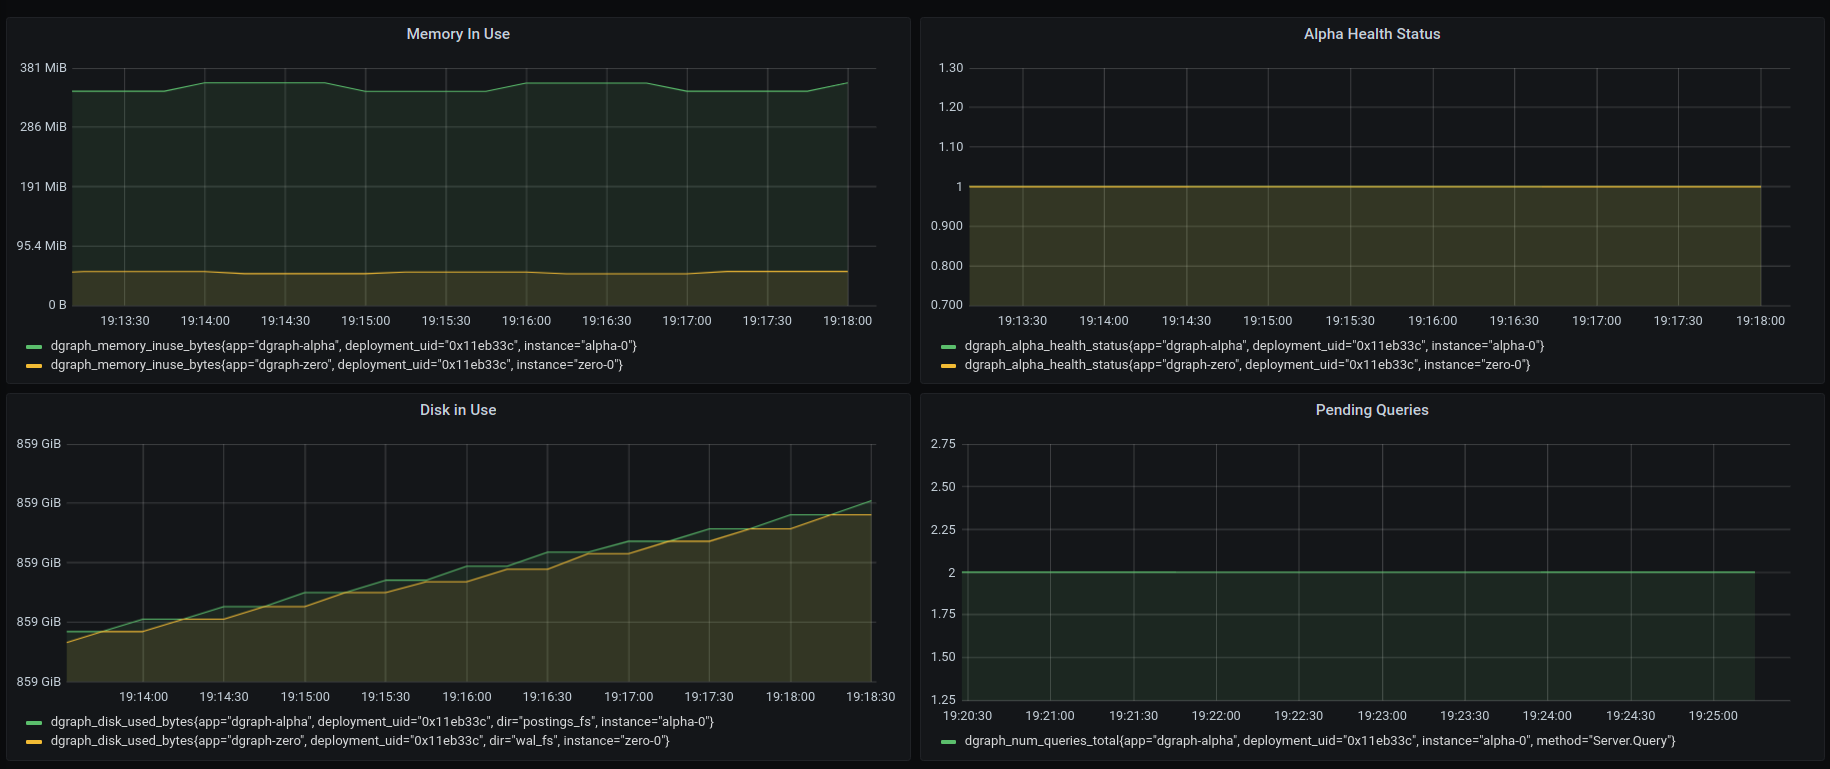 Memory In Use
381 MiB
286 MiB
191 MiB
95.4 MiB
0 B
19:13:30 19:14:00 19:14:30 19:15:00 19:15:30 19:16:00 19:16:30 19:17:00 19:17:30 19:18:00
dgraph_memory_inuse_bytes{app="dgraph-alpha", deployment_uid="0x11eb33c", instance="alpha-0"}
dgraph_memory_inuse_bytes{app="dgraph-zero", deployment_uid="0x11eb33c", instance="zero-0"}
Alpha Health Status
1.30
1.20
1.10
1
0.900
0.800
0.700
19:13:30 19:14:00 19:14:30 19:15:00 19:15:30 19:16:00 19:16:30 19:17:00 19:17:30 19:18:00
dgraph_alpha_health_status{app="dgraph-alpha", deployment_uid="0x11eb33c", instance="alpha-0"}
dgraph_alpha_health_status{app="dgraph-zero", deployment_uid="0x11eb33c", instance="zero-0"}
Disk in Use
859 GiB
859 GiB
859 GiB
859 GiB
859 GiB
19:14:00 19:14:30 19:15:00 19:15:30 19:16:00 19:16:30 19:17:00 19:17:30 19:18:00 19:18:30
dgraph_disk_used_bytes{app="dgraph-alpha", deployment_uid="0x11eb33c", dir="postings_fs", instance="alpha-0"}
dgraph_disk_used_bytes{app="dgraph-zero", deployment_uid="0x11eb33c", dir="wal_fs", instance="zero-0"}
Pending Queries
2.75
2.50
2.25
2
1.75
1.50
1.25
19:20:30 19:21:00 19:21:30 19:22:00 19:22:30 19:23:00 19:23:30 19:24:00 19:24:30 19:25:00
dgraph_num_queries_total{app="dgraph-alpha", deployment_uid="0x11eb33c", instance="alpha-0", method="Server.Query"}